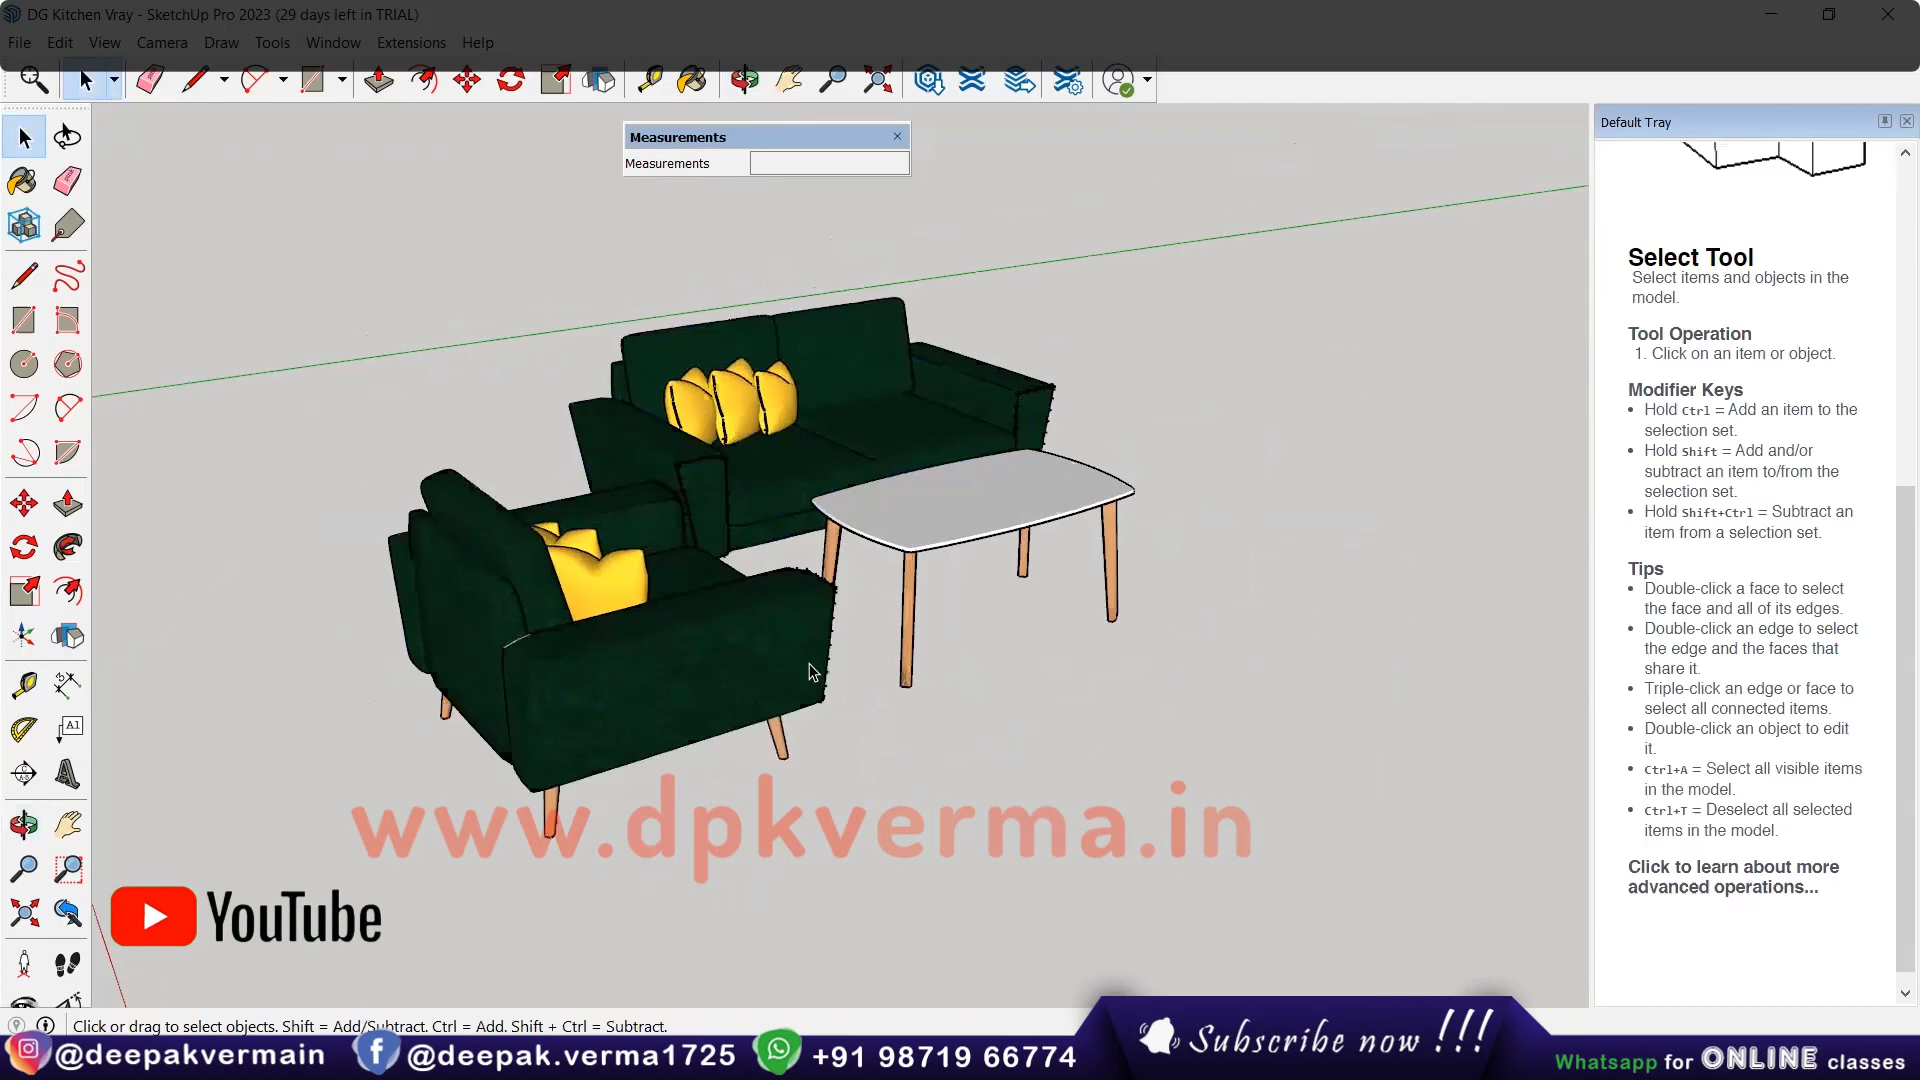 DG Kitchen Vray - SketchUp Pro 2023 (29 days left in TRIAL)
File Edit View Camera Draw Tools Window Extensions Help
Measurements
Measurements
Default Tray
Select Tool
Select items and objects in the
model.
Tool Operation
1. Click on an item or object.
Modifier Keys
• Hold Ctrl = Add an item to the
selection set.
• Hold Shift = Add and/or
subtract an item to/from the
selection set.
• Hold Shift+Ctrl = Subtract an
item from a selection set.
Tips
• Double-click a face to select
the face and all of its edges.
• Double-click an edge to select
the edge and the faces that
share it.
• Triple-click an edge or face to
select all connected items.
• Double-click an object to edit
it.
• Ctrl+A = Select all visible items
in the model.
• Ctrl+T = Deselect all selected
items in the model.
Click to learn about more
advanced operations...
A1
www.dpkverma.in
YouTube
Click or drag to select objects. Shift = Add/Subtract. Ctrl = Add. Shift + Ctrl = Subtract.
@deepakvermain @deepak.verma1725 +91 98719 66774
Subscribe now !!!
Whatsapp for ONLINE classes